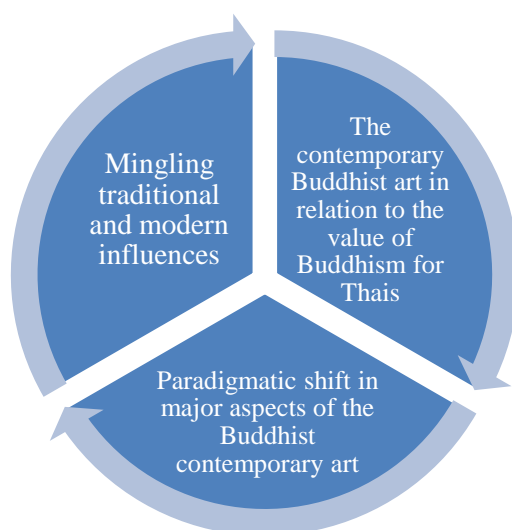 Mingling
traditional
and modern
influences
The
contemporary
Buddhist art in
relation to the
value of
Buddhism for
Thais
Paradigmatic shift in
major aspects of the
Buddhist
contemporary art